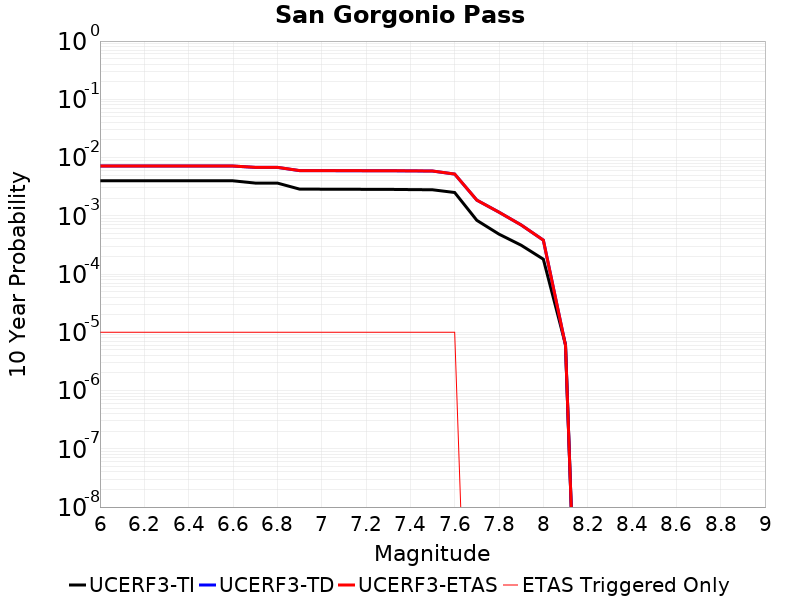 San Gorgonio Pass
10 Year Probability
10^0
10^-1
10^-2
10^-3
10^-4
10^-5
10^-6
10^-7
10^-8
6 6.2 6.4 6.6 6.8 7 7.2 7.4 7.6 7.8 8 8.2 8.4 8.6 8.8 9
Magnitude
UCERF3-TI UCERF3-TD UCERF3-ETAS ETAS Triggered Only